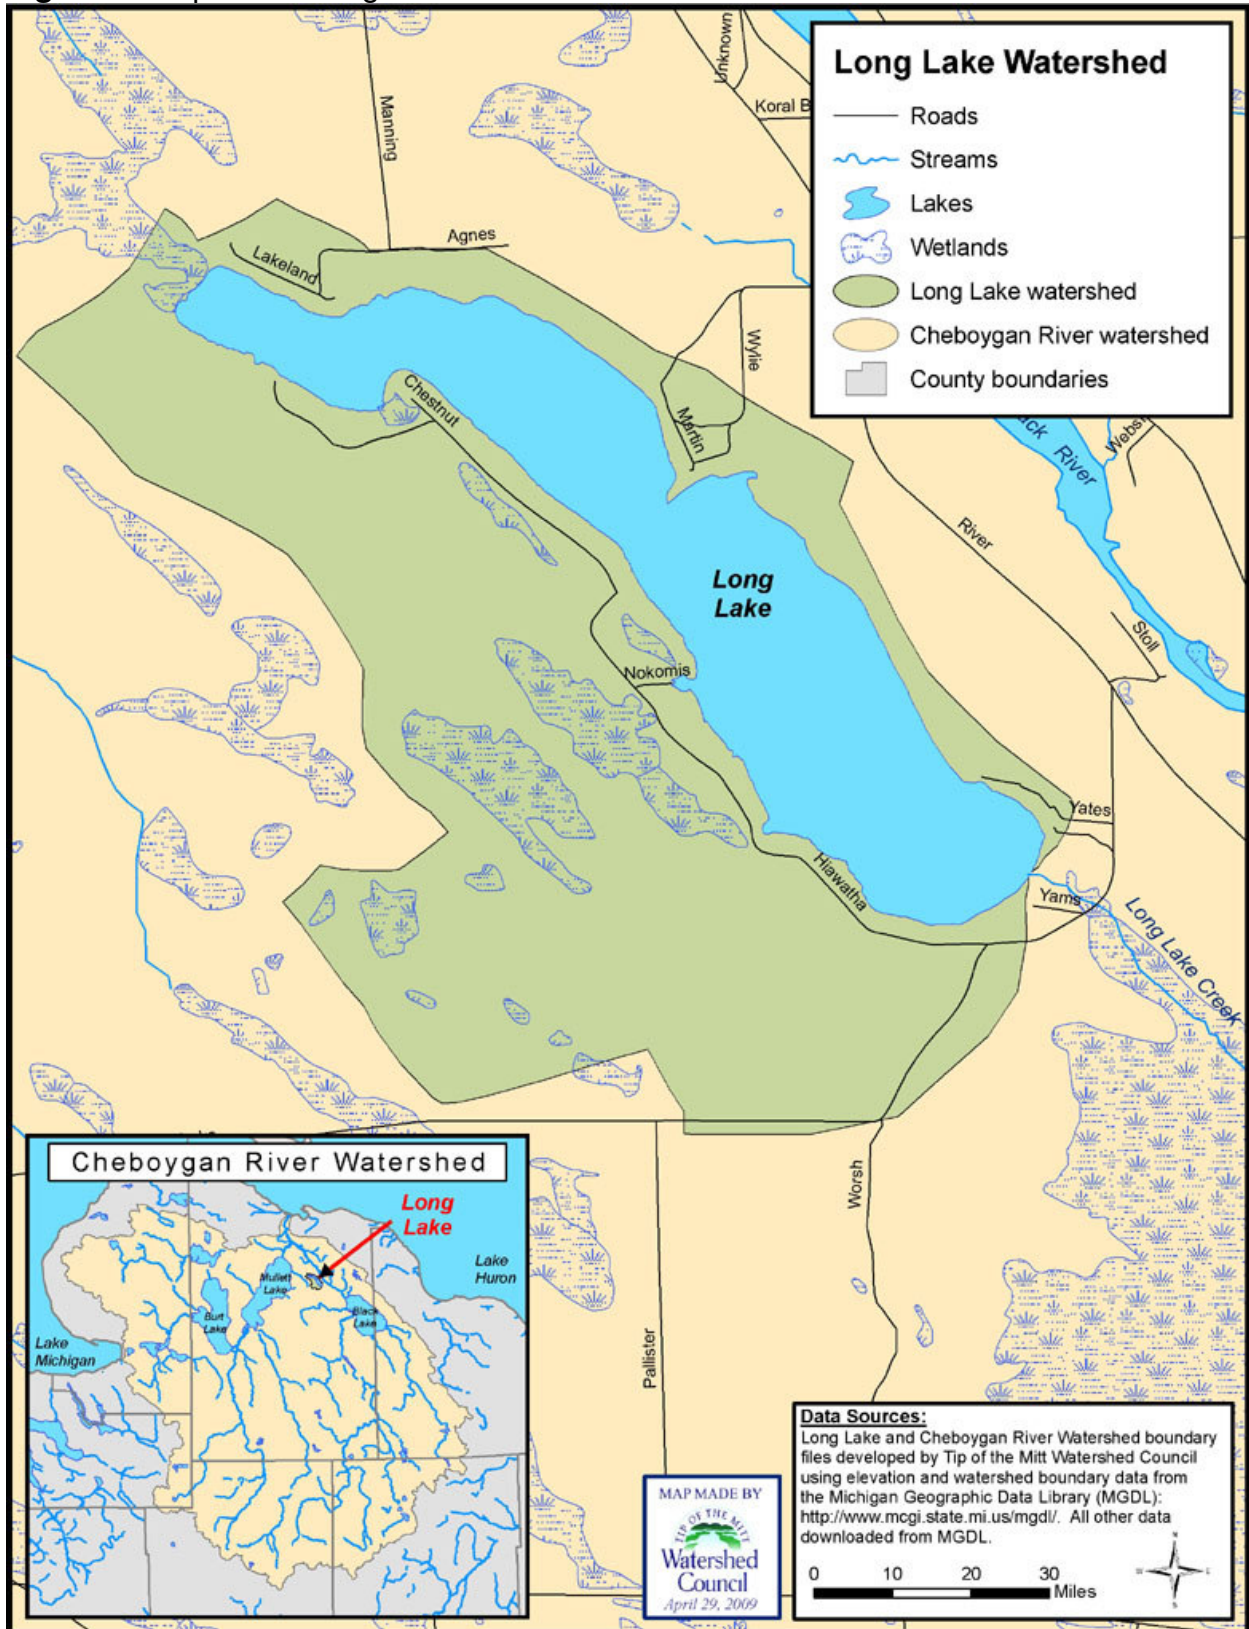 Long Lake Watershed
Roads
Streams
Lakes
Wetlands
Long Lake watershed
Cheboygan River watershed
County boundaries
Unknown
Koral B
Manning
Agnes
Lakeland
Wylie
Martin
Chestnut
uck River
Webst
River
Stoll
Long
Lake
Nokomis
Yates
Hiawatha
Yams
Long Lake Creek
Worsh
Pallister
Cheboygan River Watershed
Long
Lake
Lake
Huron
Mullett
Lake
Burt
Lake
Black
Lake
Lake
Michigan
MAP MADE BY
TIP OF THE MITT
Watershed
Council
April 29, 2009
Data Sources:
Long Lake and Cheboygan River Watershed boundary
files developed by Tip of the Mitt Watershed Council
using elevation and watershed boundary data from
the Michigan Geographic Data Library (MGDL):
http://www.mcgi.state.mi.us/mgdl/. All other data
downloaded from MGDL.
0 10 20 30
Miles
N
W E
S